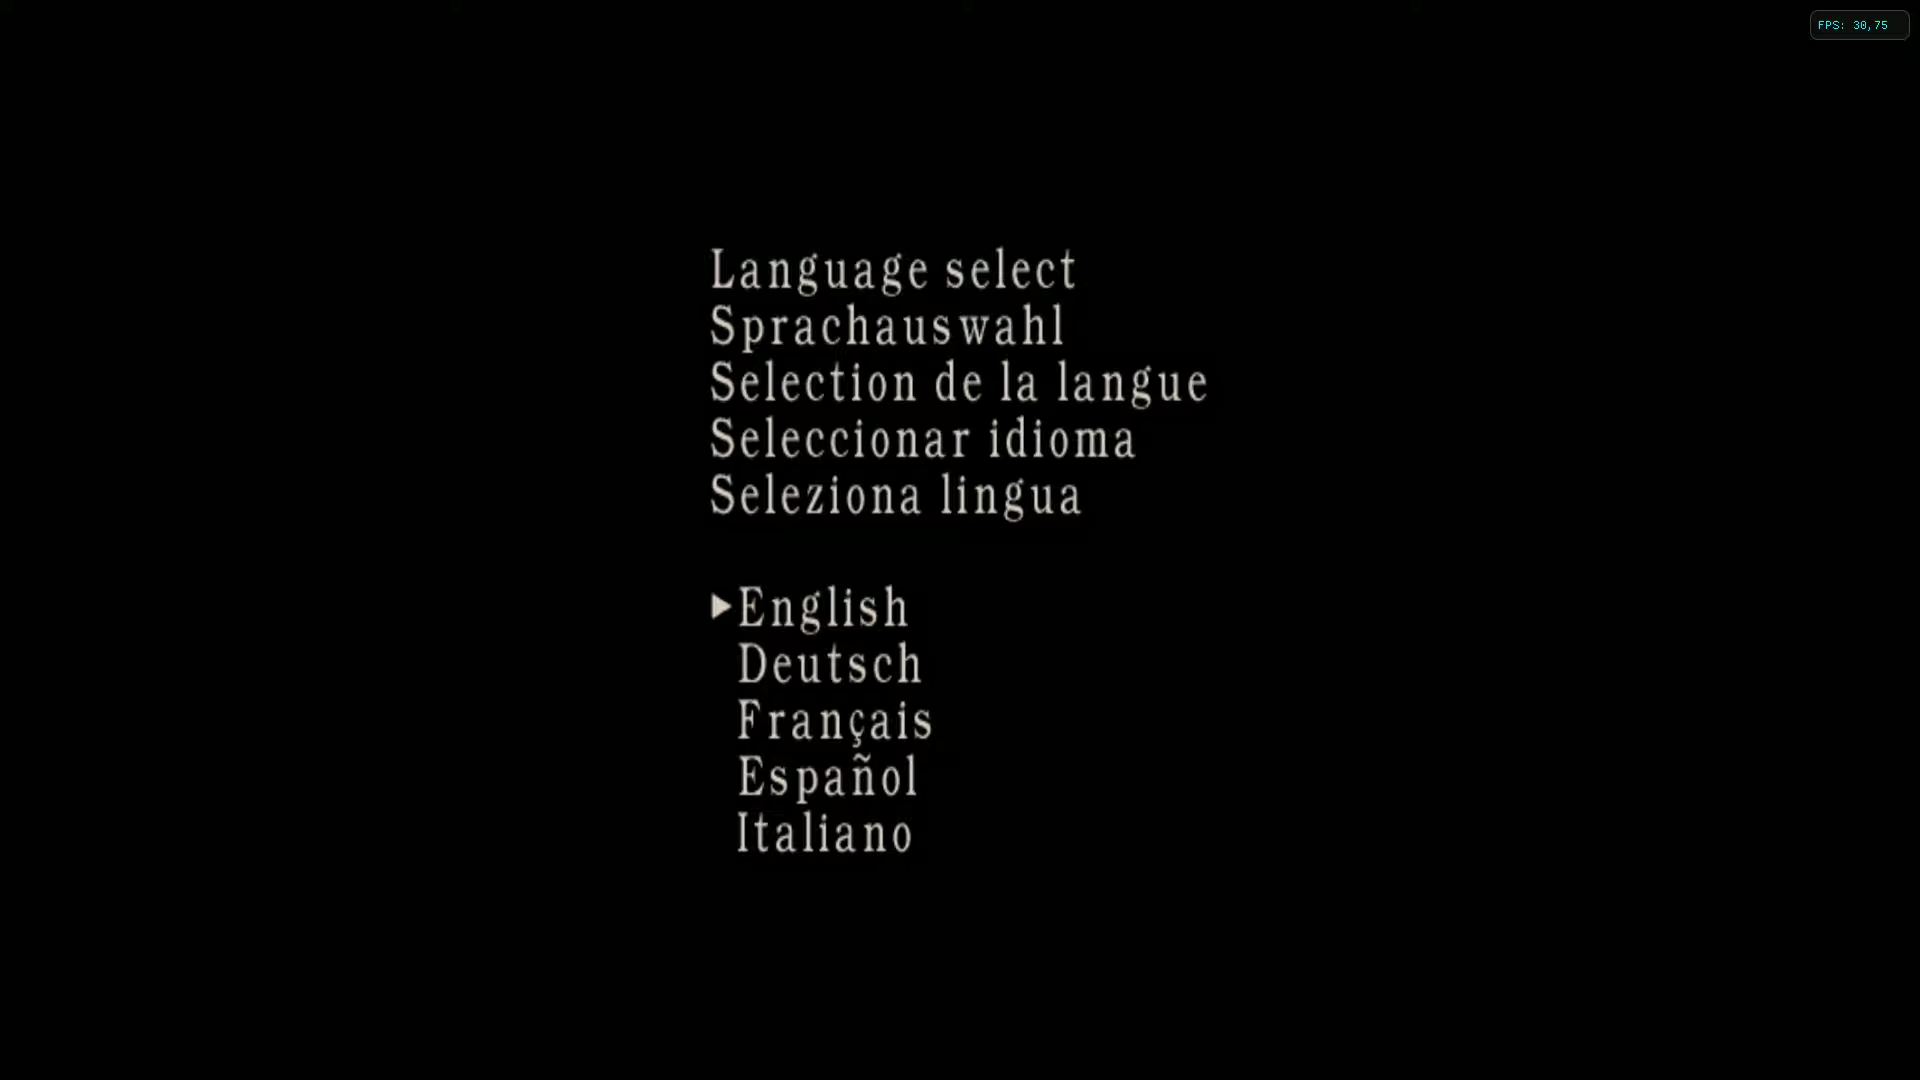 FPS: 30,75
Language select
Sprachauswahl
Selection de la langue
Seleccionar idioma
Seleziona lingua
▶English
Deutsch
Français
Español
Italiano